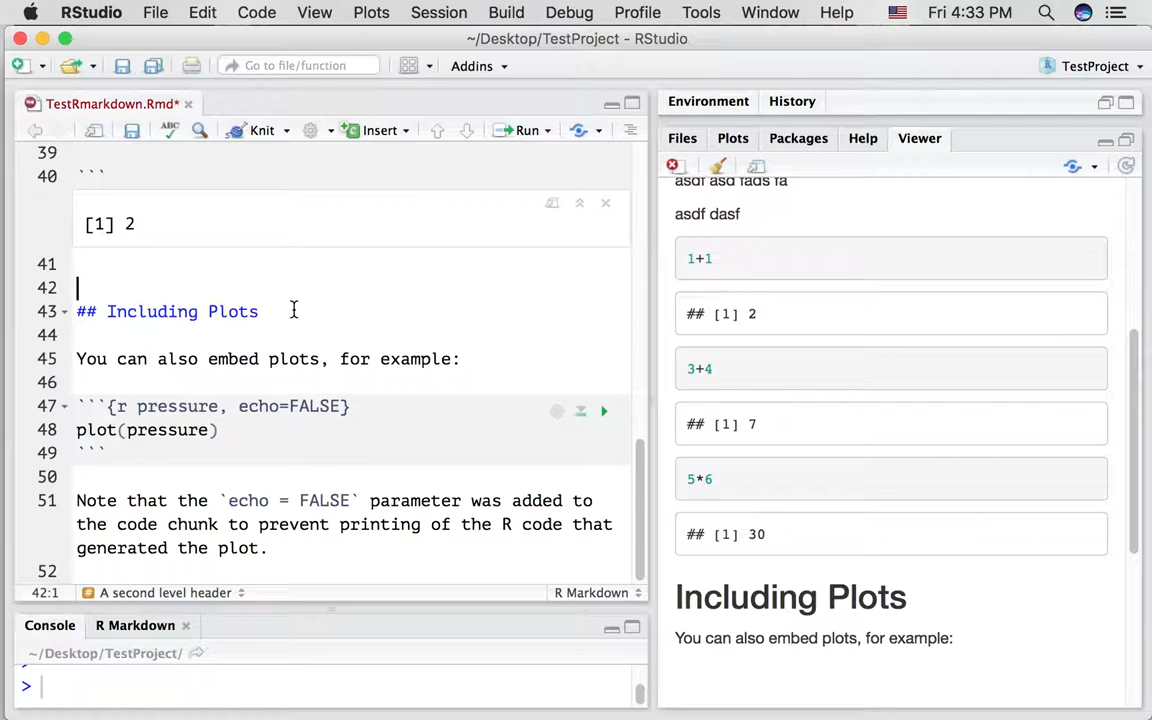 RStudio File Edit Code View Plots Session Build Debug Profile Tools Window Help Fri 4:33 PM
~/Desktop/TestProject - RStudio
Go to file/function Addins TestProject
TestRmarkdown.Rmd*
ABC Knit Insert Run
39
40 ```
[1] 2
41
42
43 ## Including Plots
44
45 You can also embed plots, for example:
46
47 ```{r pressure, echo=FALSE}
48 plot(pressure)
49 ```
50
51 Note that the `echo = FALSE` parameter was added to
the code chunk to prevent printing of the R code that
generated the plot.
52
42:1 # A second level header R Markdown
Console R Markdown
~/Desktop/TestProject/
>
Environment History
Files Plots Packages Help Viewer
asdf asd fads fa
asdf dasf
1+1
## [1] 2
3+4
## [1] 7
5*6
## [1] 30
Including Plots
You can also embed plots, for example: